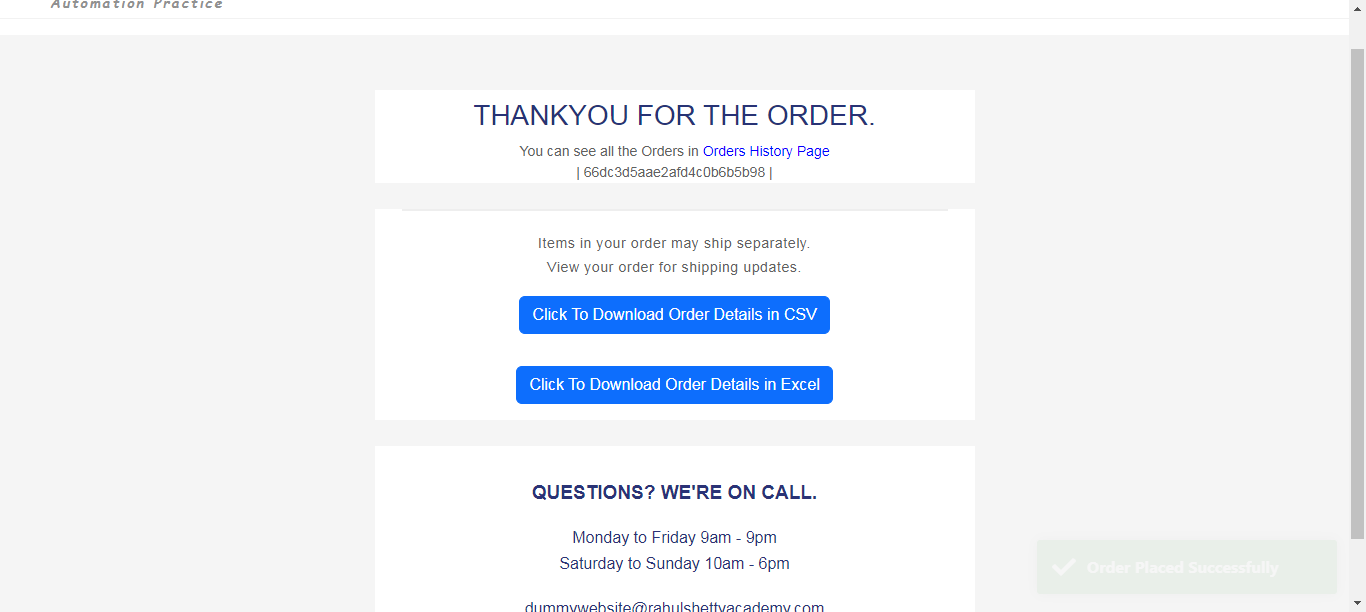 Automation Practice
THANKYOU FOR THE ORDER.
You can see all the Orders in Orders History Page
| 66dc3d5aae2afd4c0b6b5b98 |
Items in your order may ship separately.
View your order for shipping updates.
Click To Download Order Details in CSV
Click To Download Order Details in Excel
QUESTIONS? WE'RE ON CALL.
Monday to Friday 9am - 9pm
Saturday to Sunday 10am - 6pm
Order Placed Successfully
dummywebsite@rahulshettyacademy.com